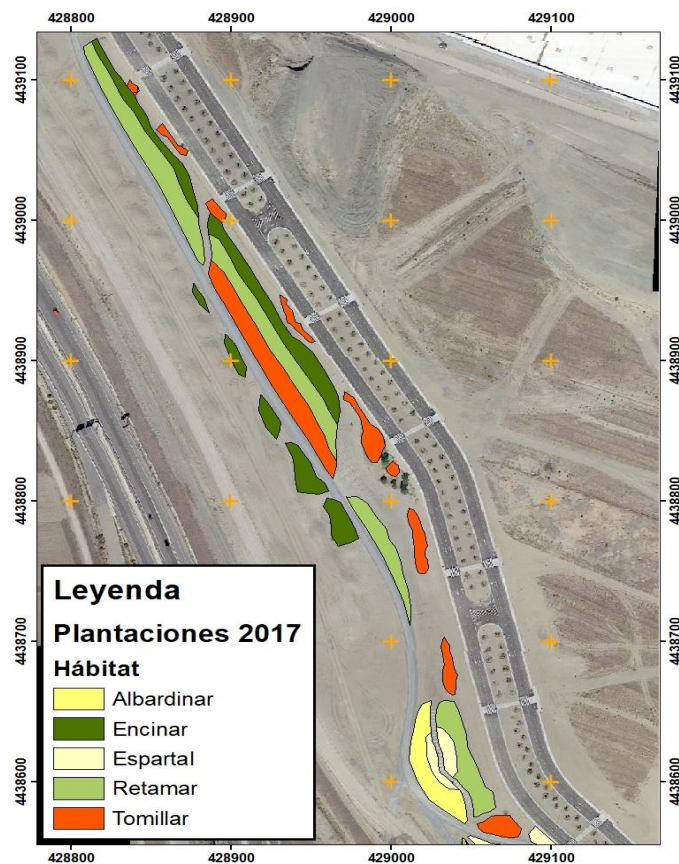 428800 428900 429000 429100
4439100 4439100
4439000 4439000
4438900 4438900
4438800 4438800
4438700 4438700
4438600 4438600
Leyenda
Plantaciones 2017
Hábitat
Albardinar
Encinar
Espartal
Retamar
Tomillar
428800 428900 429000 429100